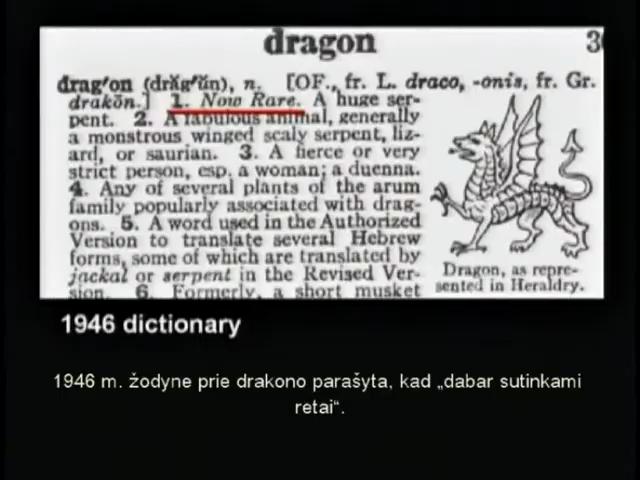 dragon 3
drag′on (drăg′ŭn), n. [OF., fr. L. draco, -onis, fr. Gr.
drakōn.] 1. Now Rare. A huge ser-
pent. 2. A fabulous animal, generally
a monstrous winged scaly serpent, liz-
ard, or saurian. 3. A fierce or very
strict person, esp. a woman; a duenna.
4. Any of several plants of the arum
family popularly associated with drag-
ons. 5. A word used in the Authorized
Version to translate several Hebrew
forms, some of which are translated by
jackal or serpent in the Revised Ver-
sion. 6. Formerly, a short musket
Dragon, as repre-
sented in Heraldry.
1946 dictionary
1946 m. žodyne prie drakono parašyta, kad „dabar sutinkami
retai“.